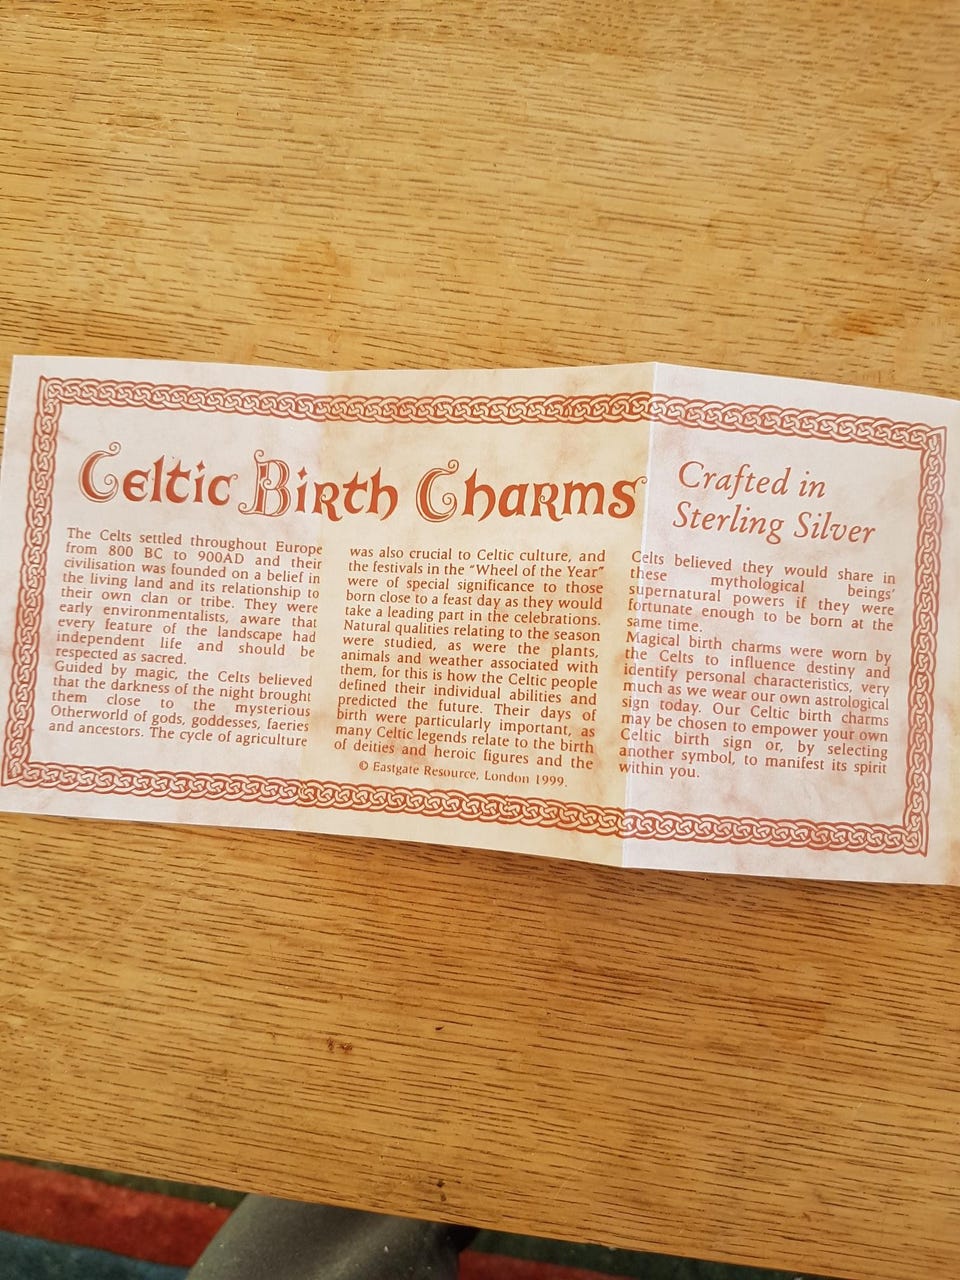 Celtic Birth Charms
The Celts settled throughout Europe
from 800 BC to 900AD and their
civilisation was founded on a belief in
the living land and its relationship to
their own clan or tribe. They were
early environmentalists, aware that
every feature of the landscape had
independent life and should be
respected as sacred.
Guided by magic, the Celts believed
that the darkness of the night brought
them close to the mysterious
Otherworld of gods, goddesses, faeries
and ancestors. The cycle of agriculture
was also crucial to Celtic culture, and
the festivals in the “Wheel of the Year”
were of special significance to those
born close to a feast day as they would
take a leading part in the celebrations.
Natural qualities relating to the season
were studied, as were the plants,
animals and weather associated with
them, for this is how the Celtic people
defined their individual abilities and
predicted the future. Their days of
birth were particularly important, as
many Celtic legends relate to the birth
of deities and heroic figures and the
© Eastgate Resource, London 1999.
Crafted in
Sterling Silver
Celts believed they would share in
these mythological beings'
supernatural powers if they were
fortunate enough to be born at the
same time.
Magical birth charms were worn by
the Celts to influence destiny and
identify personal characteristics, very
much as we wear our own astrological
sign today. Our Celtic birth charms
may be chosen to empower your own
Celtic birth sign or, by selecting
another symbol, to manifest its spirit
within you.